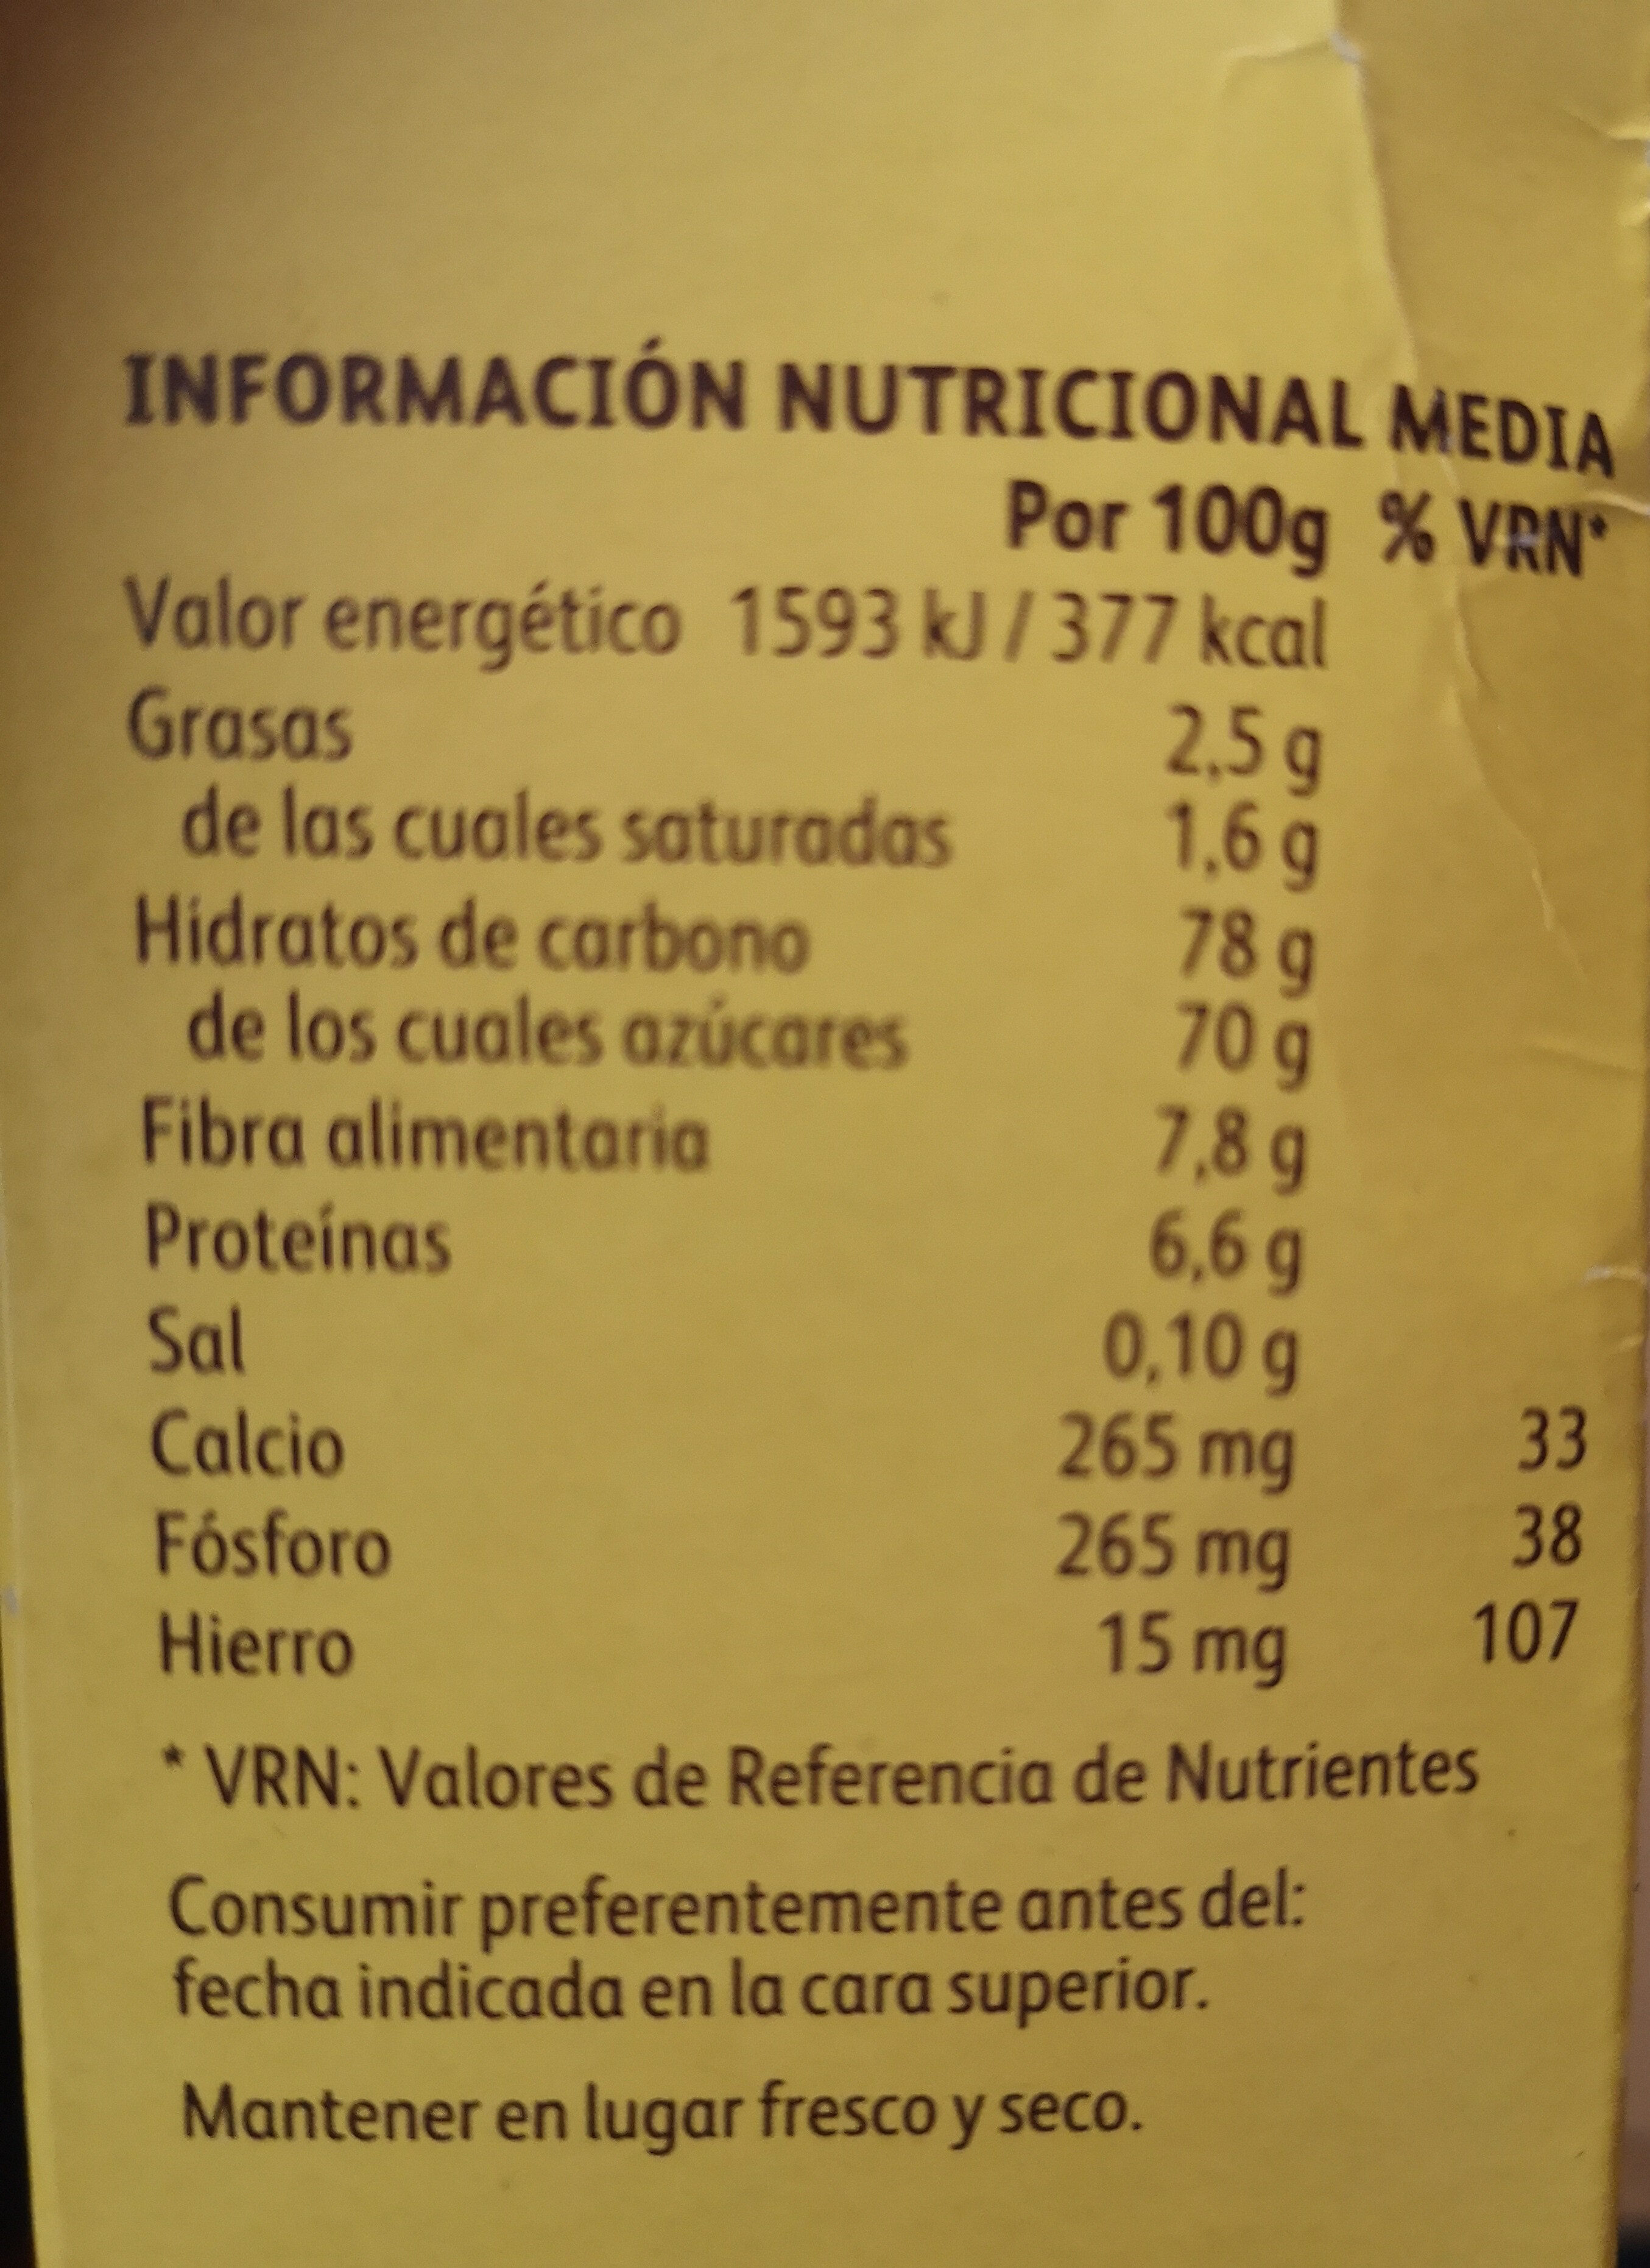 INFORMACIÓN NUTRICIONAL MEDIA
Por 100g % VRN*
Valor energético 1593 kJ / 377 kcal
Grasas 2,5 g
de las cuales saturadas 1,6 g
Hidratos de carbono 78 g
de los cuales azúcares 70 g
Fibra alimentaria 7,8 g
Proteínas 6,6 g
Sal 0,10 g
Calcio 265 mg 33
Fósforo 265 mg 38
Hierro 15 mg 107
* VRN: Valores de Referencia de Nutrientes
Consumir preferentemente antes del:
fecha indicada en la cara superior.
Mantener en lugar fresco y seco.